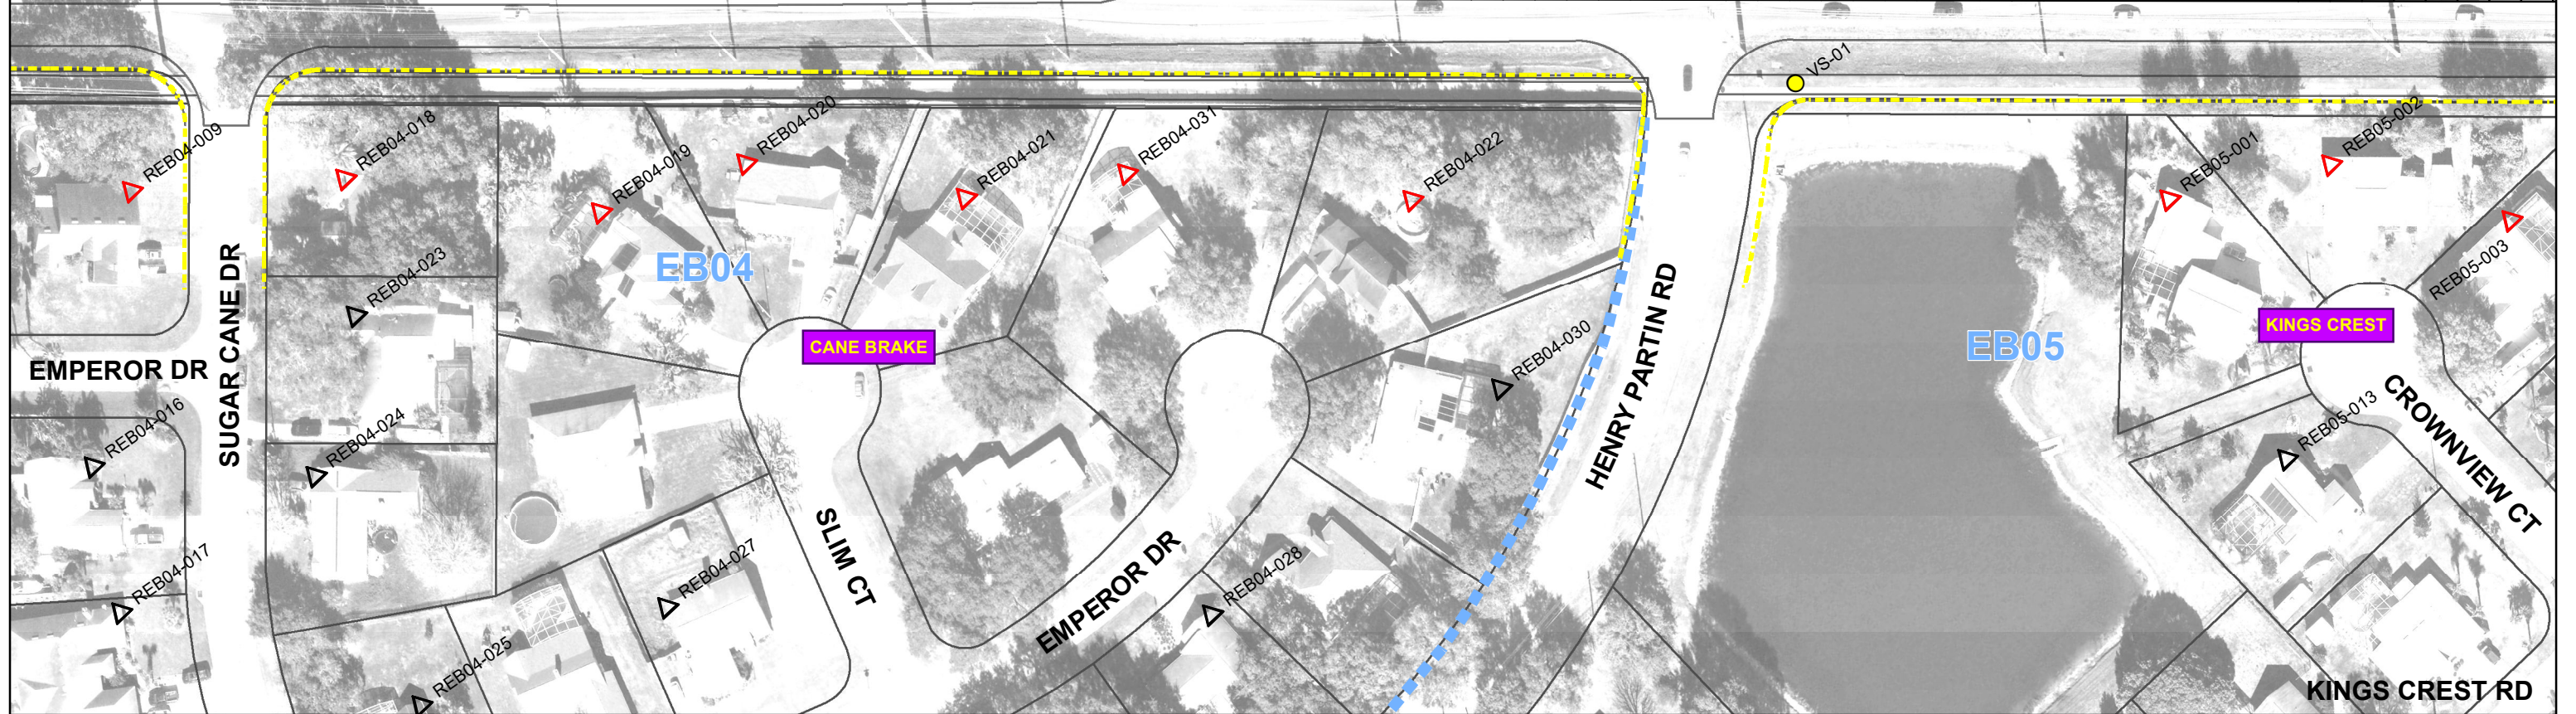 VS-01
REB04-009
REB04-018
REB04-019
REB04-020
REB04-021
REB04-031
REB04-022
REB05-001
REB05-002
REB05-003
REB04-023
EB04
SUGAR CANE DR
HENRY PARTIN RD
CANE BRAKE
EB05
KINGS CREST
EMPEROR DR
REB04-030
REB04-016
REB04-024
REB05-013
CROWNVIEW CT
REB04-017
REB04-027
SLIM CT
EMPEROR DR
REB04-028
REB04-025
KINGS CREST RD